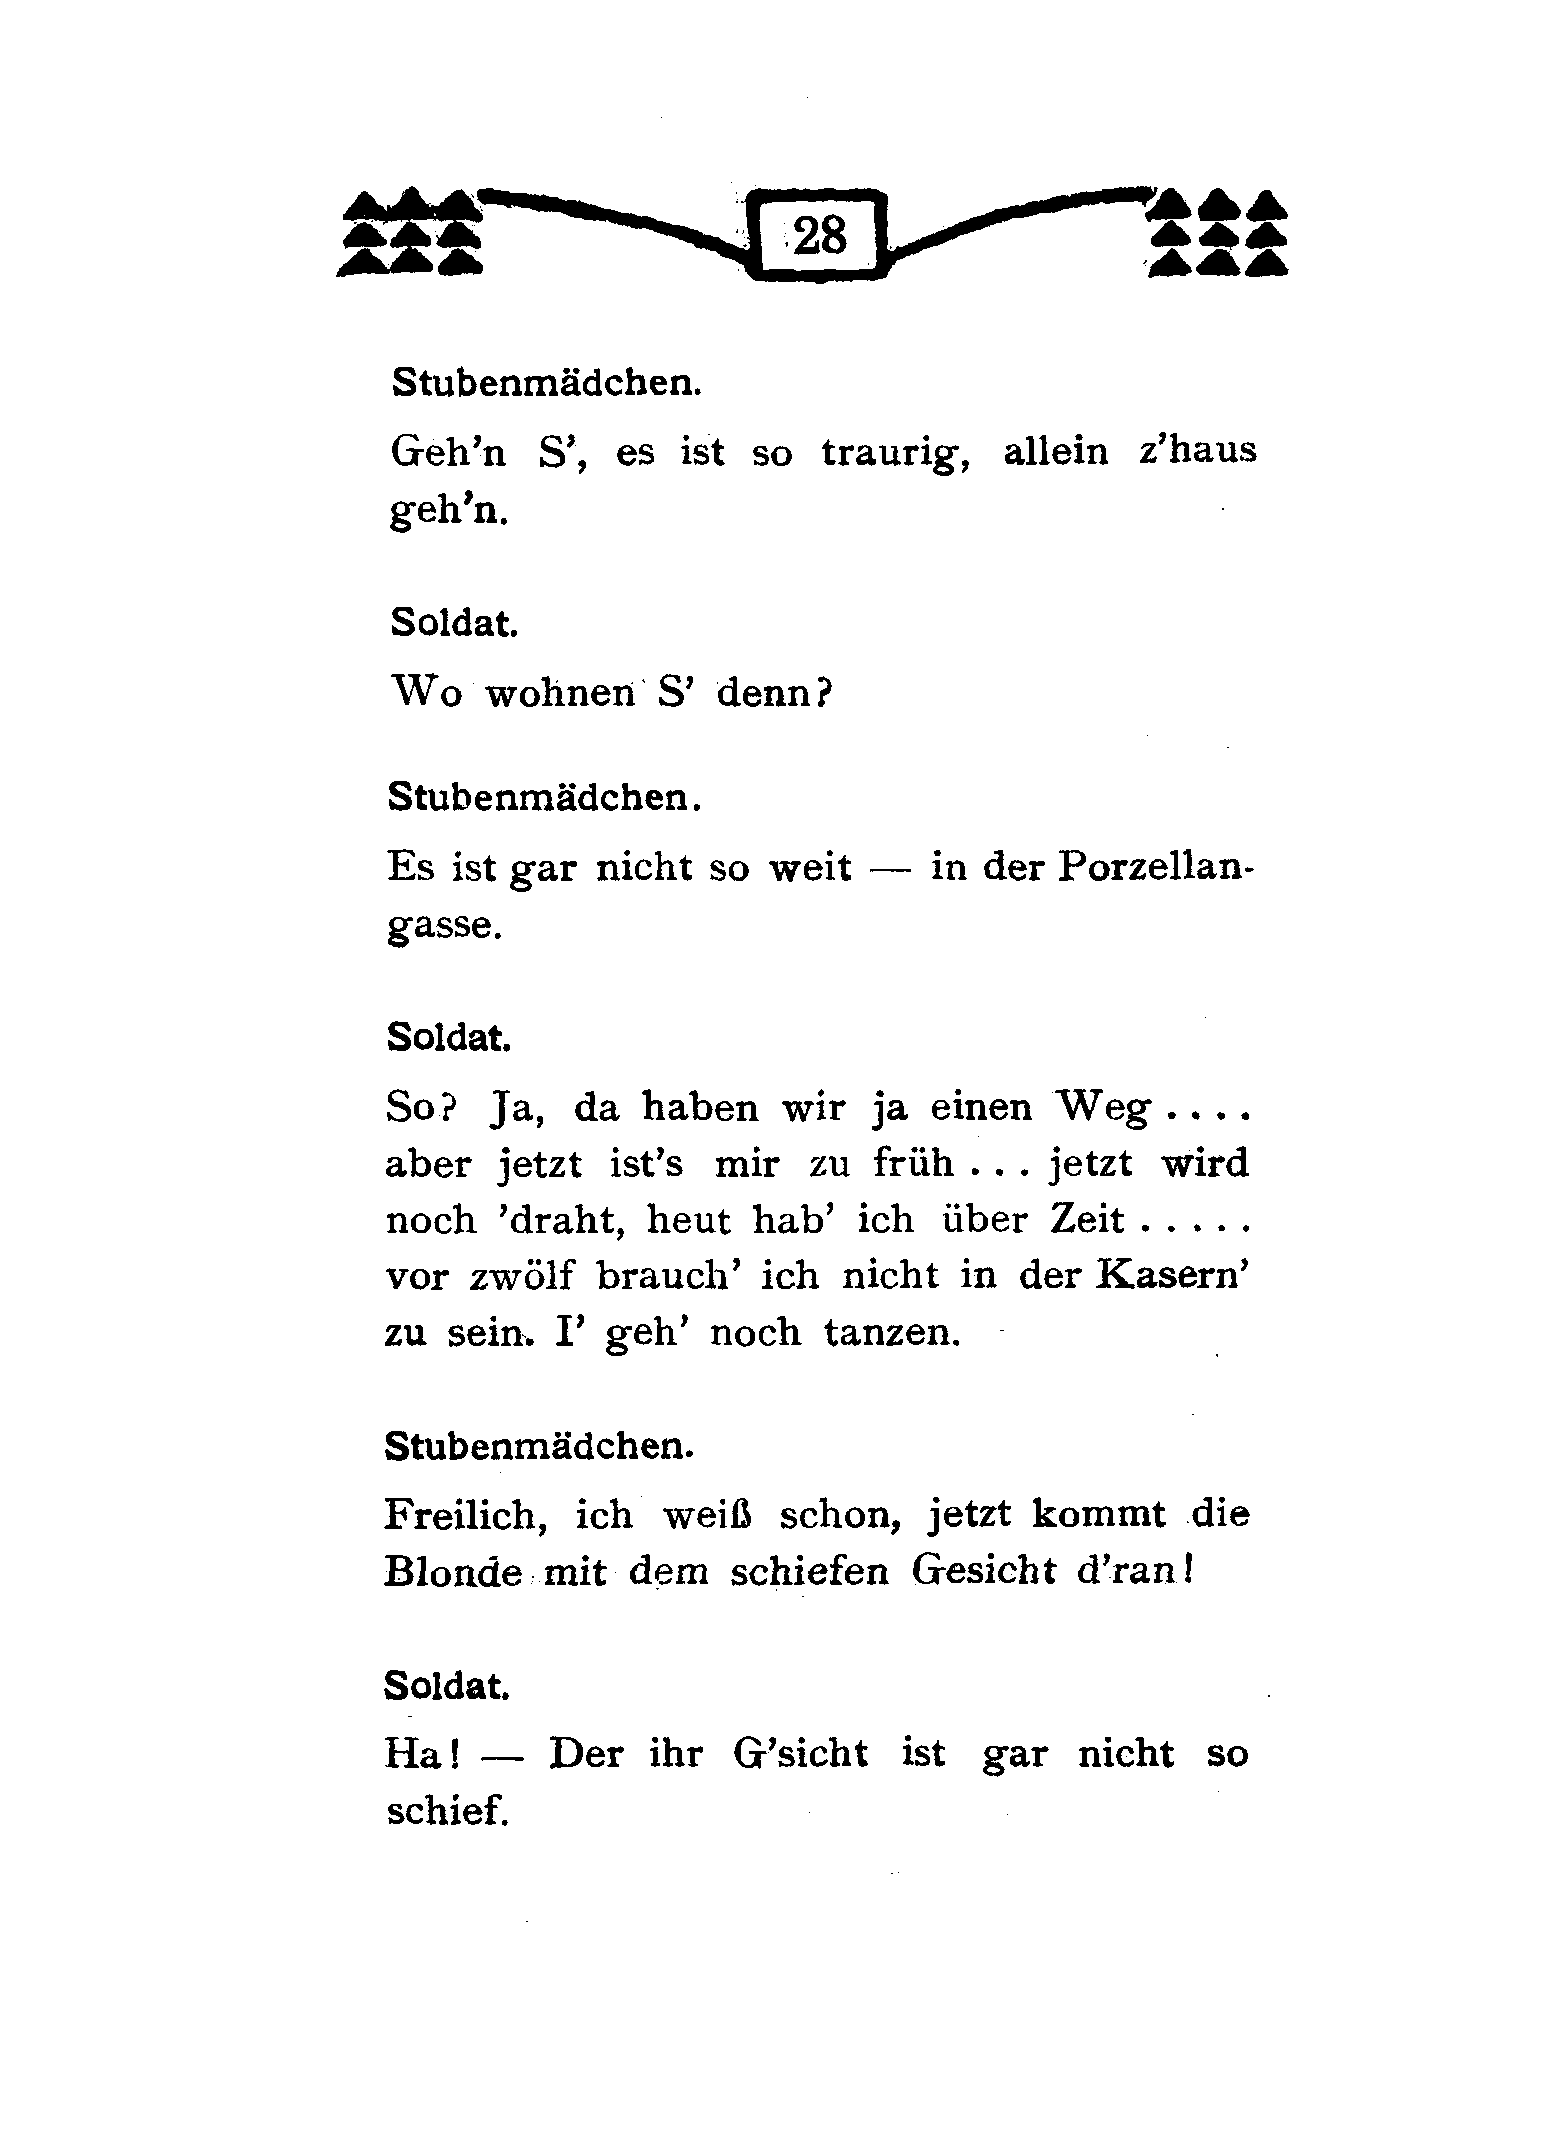 28
Stubenmädchen.
Geh'n S', es ist so traurig, allein z'haus
geh'n.
Soldat.
Wo wohnen S' denn?
Stubenmädchen.
Es ist gar nicht so weit — in der Porzellan-
gasse.
Soldat.
So? Ja, da haben wir ja einen Weg ....
aber jetzt ist's mir zu früh ... jetzt wird
noch 'draht, heut hab' ich über Zeit .....
vor zwölf brauch' ich nicht in der Kasern'
zu sein. I' geh' noch tanzen.
Stubenmädchen.
Freilich, ich weiß schon, jetzt kommt die
Blonde mit dem schiefen Gesicht d'ran!
Soldat.
Ha! — Der ihr G'sicht ist gar nicht so
schief.